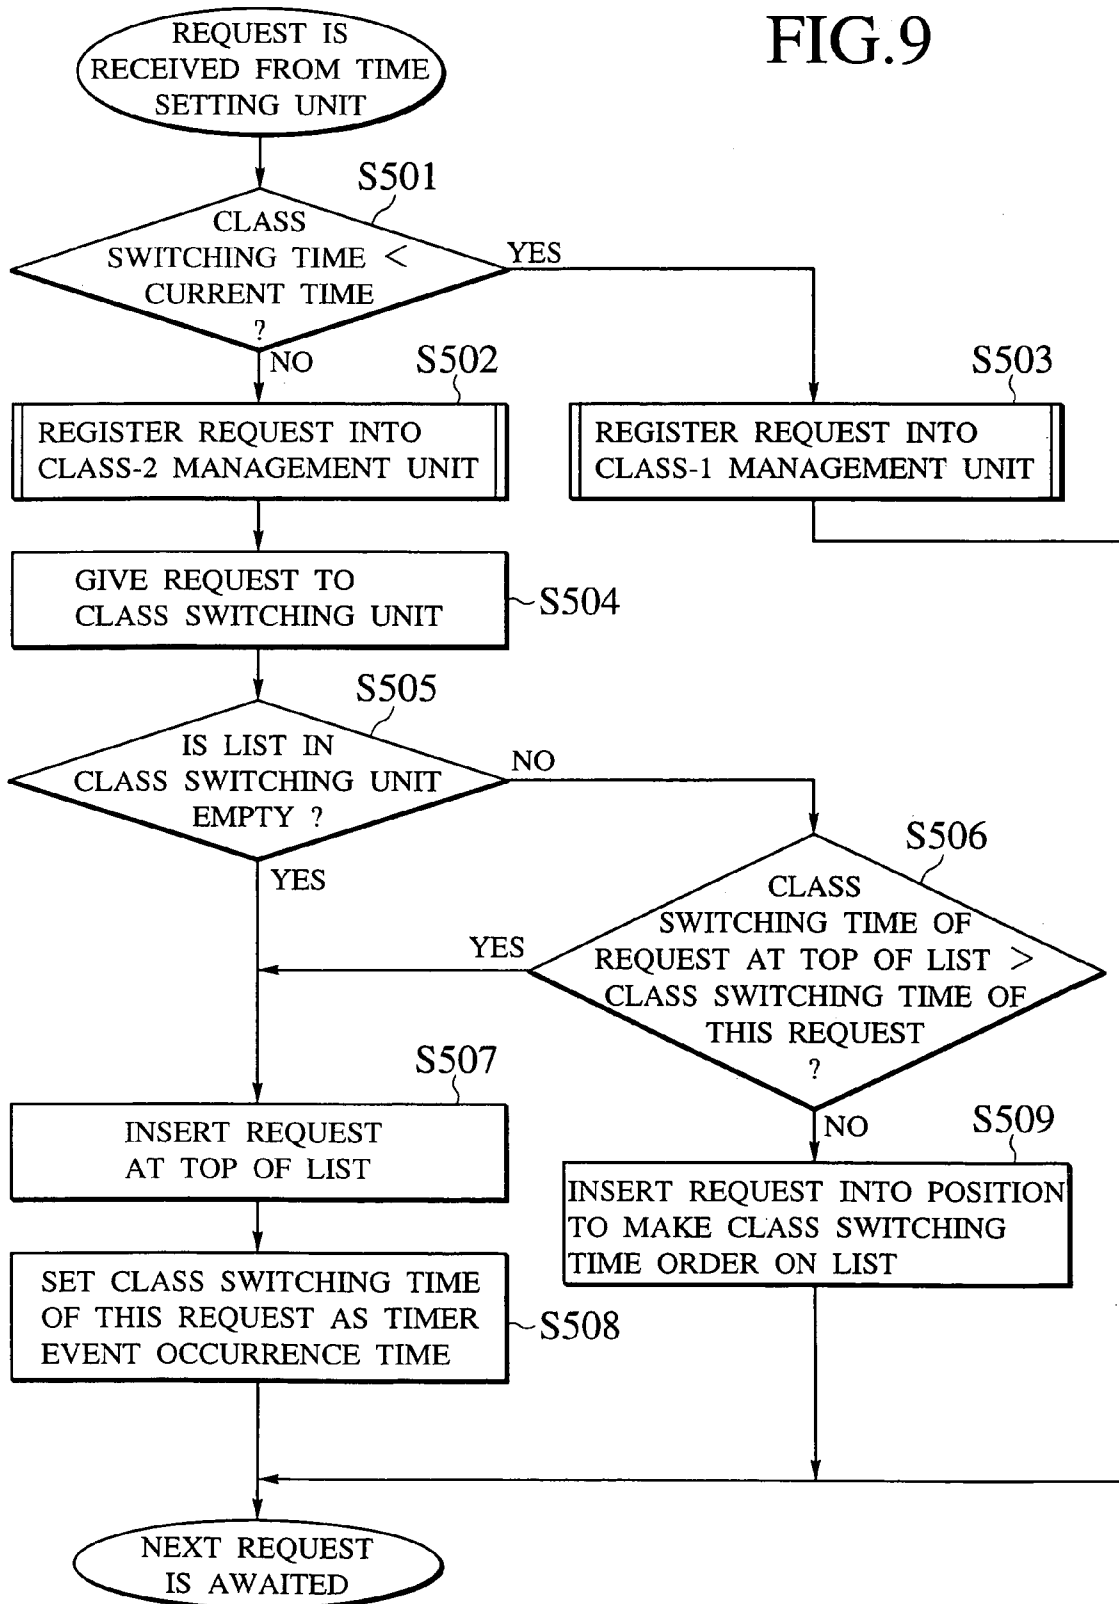 FIG.9
REQUEST IS
RECEIVED FROM TIME
SETTING UNIT
S501
CLASS
SWITCHING TIME <
CURRENT TIME
?
YES
NO
S502
REGISTER REQUEST INTO
CLASS-2 MANAGEMENT UNIT
S503
REGISTER REQUEST INTO
CLASS-1 MANAGEMENT UNIT
GIVE REQUEST TO
CLASS SWITCHING UNIT
S504
S505
IS LIST IN
CLASS SWITCHING UNIT
EMPTY ?
NO
YES
S506
CLASS
SWITCHING TIME OF
REQUEST AT TOP OF LIST >
CLASS SWITCHING TIME OF
THIS REQUEST
?
YES
NO
S507
INSERT REQUEST
AT TOP OF LIST
S509
INSERT REQUEST INTO POSITION
TO MAKE CLASS SWITCHING
TIME ORDER ON LIST
SET CLASS SWITCHING TIME
OF THIS REQUEST AS TIMER
EVENT OCCURRENCE TIME
S508
NEXT REQUEST
IS AWAITED